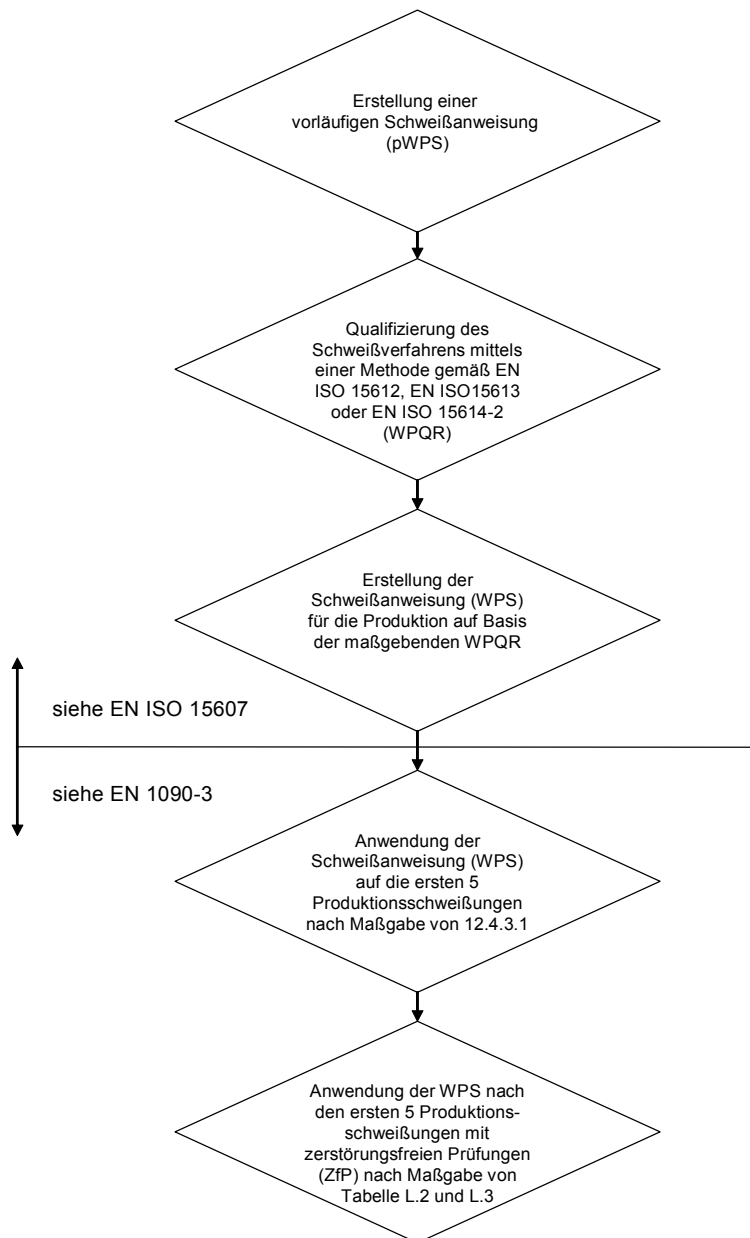 Erstellung einer
vorläufigen Schweißanweisung
(pWPS)
Qualifizierung des
Schweißverfahrens mittels
einer Methode gemäß EN
ISO 15612, EN ISO15613
oder EN ISO 15614-2
(WPQR)
Erstellung der
Schweißanweisung (WPS)
für die Produktion auf Basis
der maßgebenden WPQR
siehe EN ISO 15607
siehe EN 1090-3
Anwendung der
Schweißanweisung (WPS)
auf die ersten 5
Produktionsschweißungen
nach Maßgabe von 12.4.3.1
Anwendung der WPS nach
den ersten 5 Produktions-
schweißungen mit
zerstörungsfreien Prüfungen
(ZfP) nach Maßgabe von
Tabelle L.2 und L.3